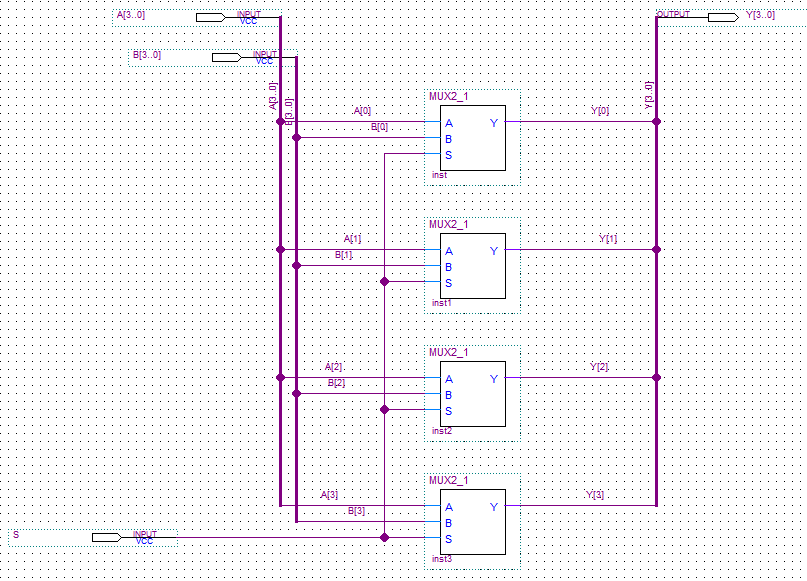 A[3..0] INPUT VCC
OUTPUT Y[3..0]
B[3..0] INPUT VCC
A[3..0]
B[3..0]
Y[3..0]
MUX2_1
A[0]
B[0]
A
B
S
Y
Y[0]
inst
MUX2_1
A[1]
B[1]
A
B
S
Y
Y[1]
inst1
MUX2_1
A[2]
B[2]
A
B
S
Y
Y[2]
inst2
MUX2_1
A[3]
B[3]
A
B
S
Y
Y[3]
inst3
S INPUT VCC